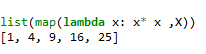 list(map(lambda x: x* x ,X))
[1, 4, 9, 16, 25]